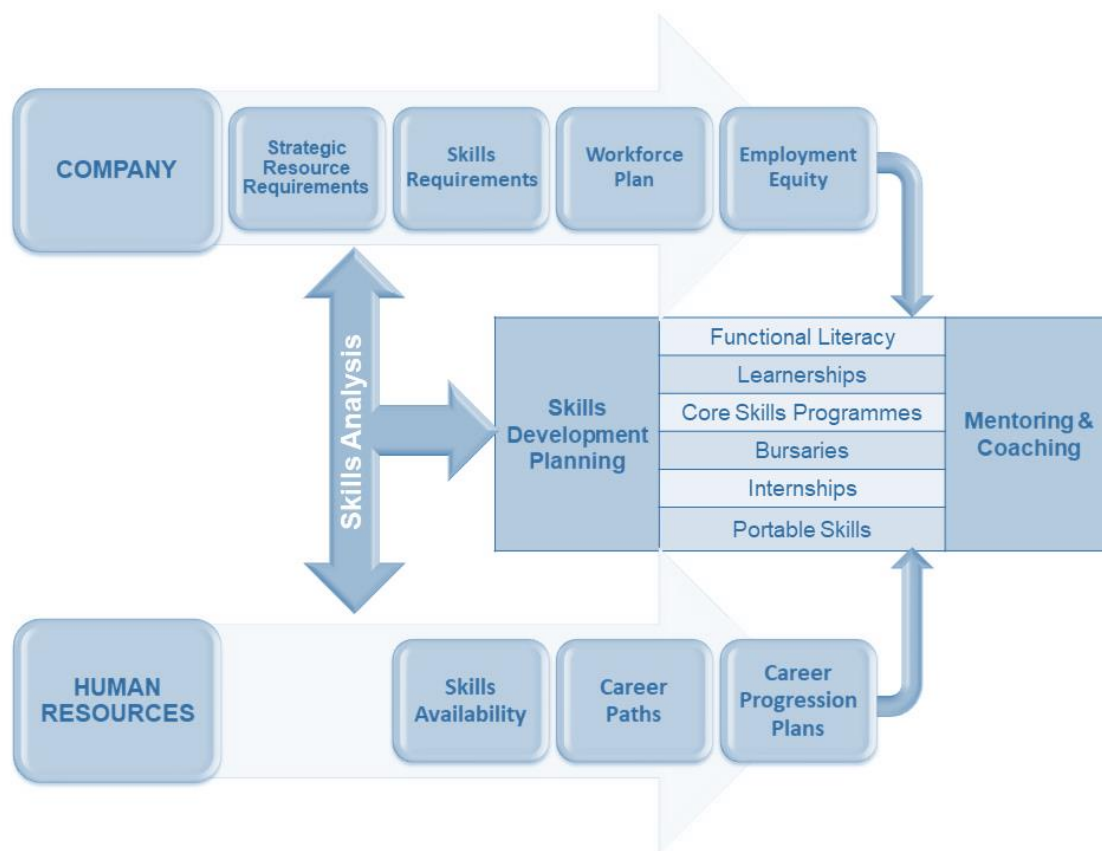 COMPANY
Strategic
Resource
Requirements
Skills
Requirements
Workforce
Plan
Employment
Equity
Skills Analysis
Skills
Development
Planning
Functional Literacy
Learnerships
Core Skills Programmes
Bursaries
Internships
Portable Skills
Mentoring &
Coaching
HUMAN
RESOURCES
Skills
Availability
Career
Paths
Career
Progression
Plans